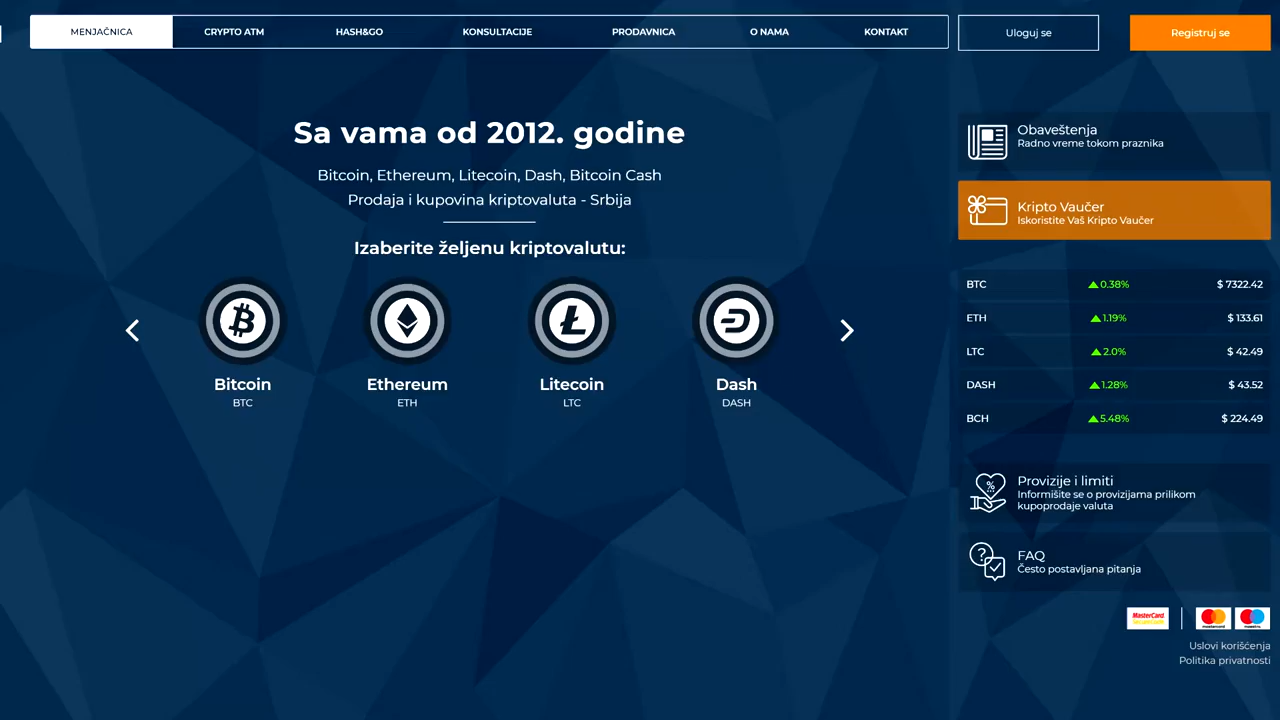 MENJAČNICA
CRYPTO ATM
HASH&GO
KONSULTACIJE
PRODAVNICA
O NAMA
KONTAKT
Uloguj se
Registruj se
Sa vama od 2012. godine
Bitcoin, Ethereum, Litecoin, Dash, Bitcoin Cash
Prodaja i kupovina kriptovaluta - Srbija
Izaberite željenu kriptovalutu:
Bitcoin
BTC
Ethereum
ETH
Litecoin
LTC
Dash
DASH
Obaveštenja
Radno vreme tokom praznika
Kripto Vaučer
Iskoristite Vaš Kripto Vaučer
BTC 0.38% $ 7322.42
ETH 1.19% $ 133.61
LTC 2.0% $ 42.49
DASH 1.28% $ 43.52
BCH 5.48% $ 224.49
Provizije i limiti
Informišite se o provizijama prilikom
kupoprodaje valuta
FAQ
Često postavljana pitanja
MasterCard
SecureCode
mastercard
maestro
Uslovi korišćenja
Politika privatnosti